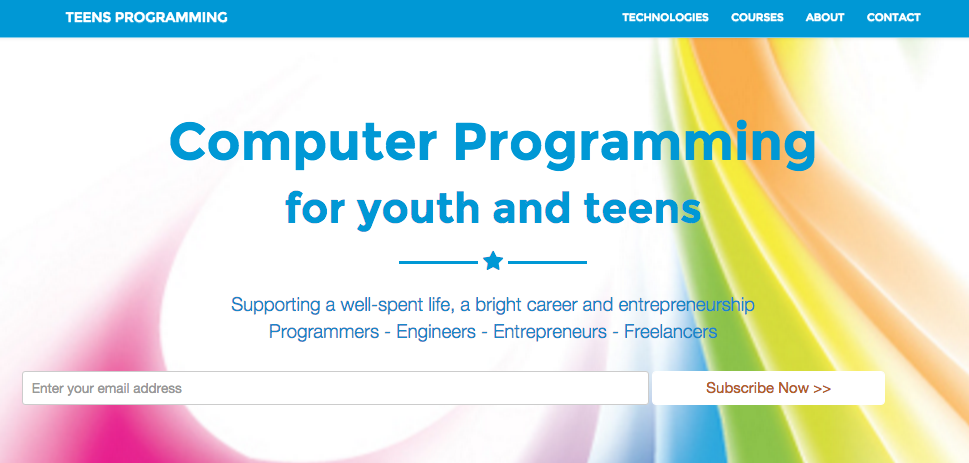 TEENS PROGRAMMING
TECHNOLOGIES COURSES ABOUT CONTACT
Computer Programming
for youth and teens
Supporting a well-spent life, a bright career and entrepreneurship
Programmers - Engineers - Entrepreneurs - Freelancers
Enter your email address
Subscribe Now >>